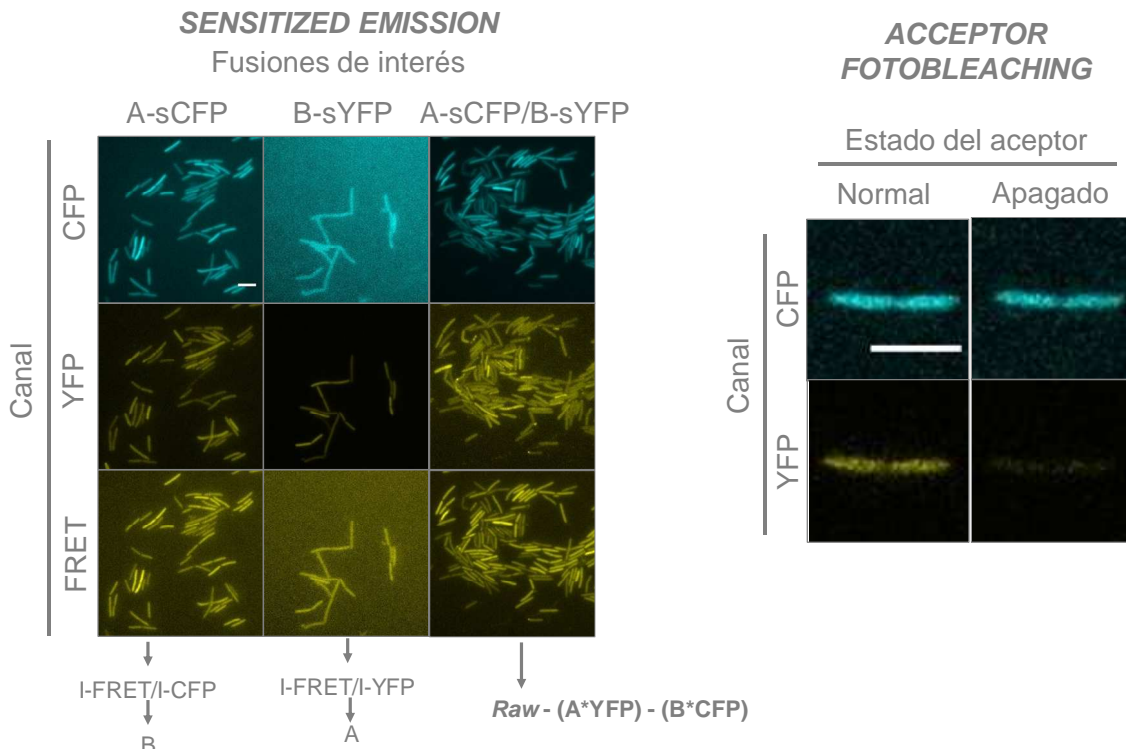 SENSITIZED EMISSION
Fusiones de interés
A-sCFP B-sYFP A-sCFP/B-sYFP
Canal
CFP
YFP
FRET
I-FRET/I-CFP I-FRET/I-YFP
Raw - (A*YFP) - (B*CFP)
B A
ACCEPTOR
FOTOBLEACHING
Estado del aceptor
Normal Apagado
Canal
CFP
YFP